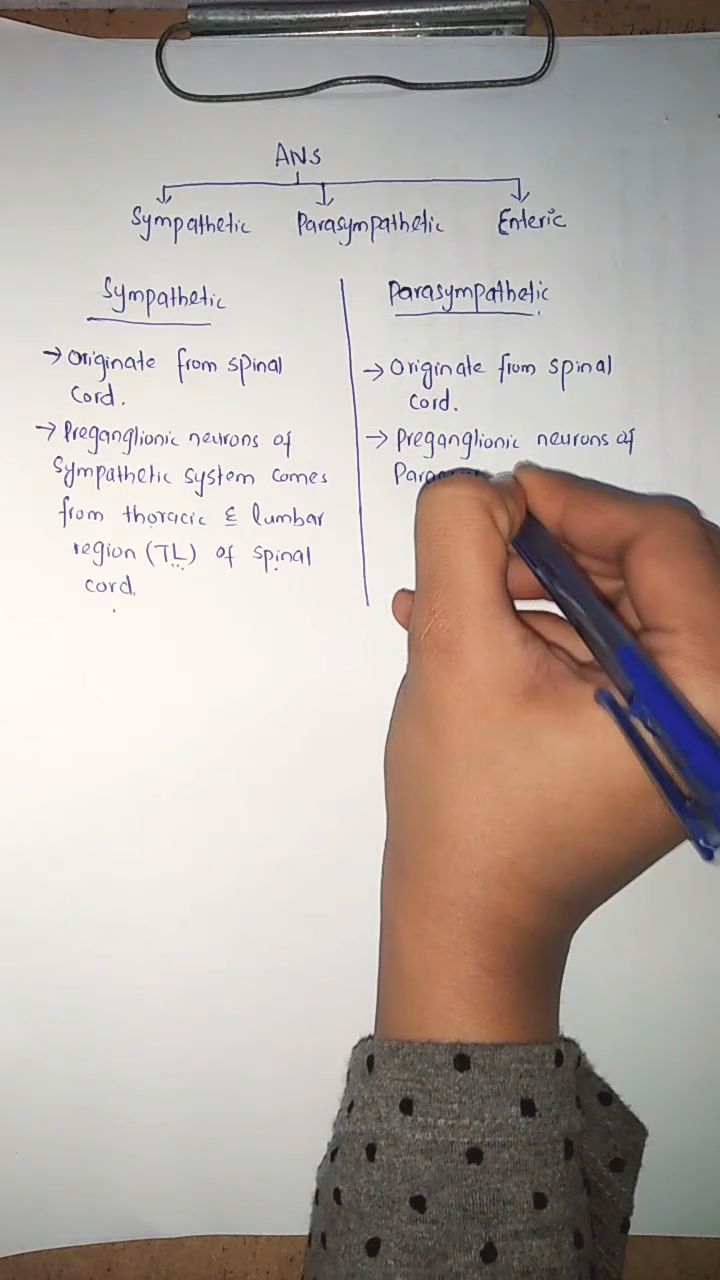 ANS
Sympathetic Parasympathetic Enteric
Sympathetic
→ Originate from spinal
cord.
→ Preganglionic neurons of
Sympathetic system comes
from thoracic & lumbar
region (TL) of spinal
cord.
Parasympathetic
→ Originate from spinal
cord.
→ Preganglionic neurons of